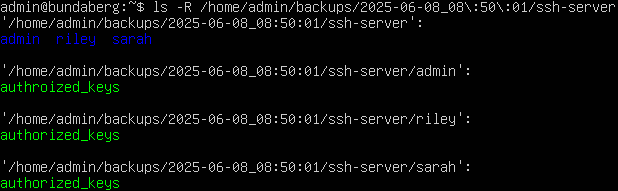 admin@bundaberg:~$ ls -R /home/admin/backups/2025-06-08_08\:50\:01/ssh-server
'/home/admin/backups/2025-06-08_08:50:01/ssh-server':
admin  riley  sarah

'/home/admin/backups/2025-06-08_08:50:01/ssh-server/admin':
authroized_keys

'/home/admin/backups/2025-06-08_08:50:01/ssh-server/riley':
authorized_keys

'/home/admin/backups/2025-06-08_08:50:01/ssh-server/sarah':
authorized_keys